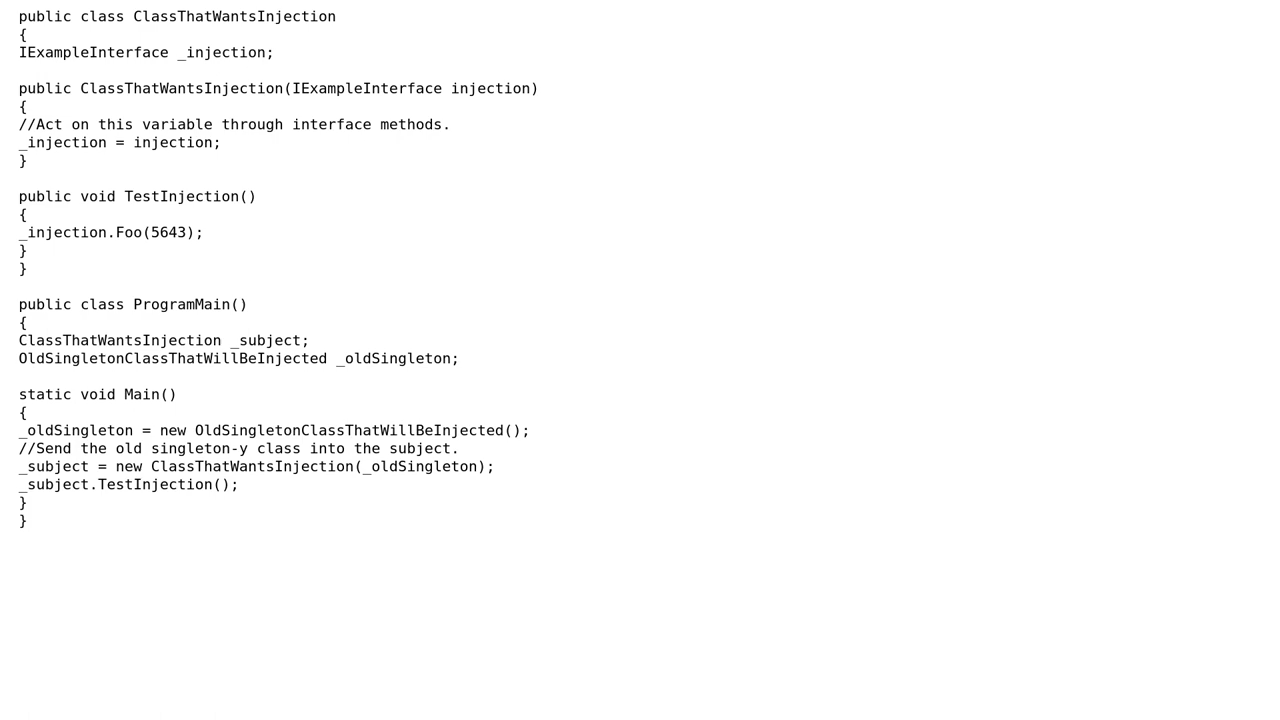 public class ClassThatWantsInjection
{
IExampleInterface _injection;
public ClassThatWantsInjection(IExampleInterface injection)
{
//Act on this variable through interface methods.
_injection = injection;
}
public void TestInjection()
{
_injection.Foo(5643);
}
}
public class ProgramMain()
{
ClassThatWantsInjection _subject;
OldSingletonClassThatWillBeInjected _oldSingleton;
static void Main()
{
_oldSingleton = new OldSingletonClassThatWillBeInjected();
//Send the old singleton-y class into the subject.
_subject = new ClassThatWantsInjection(_oldSingleton);
_subject.TestInjection();
}
}